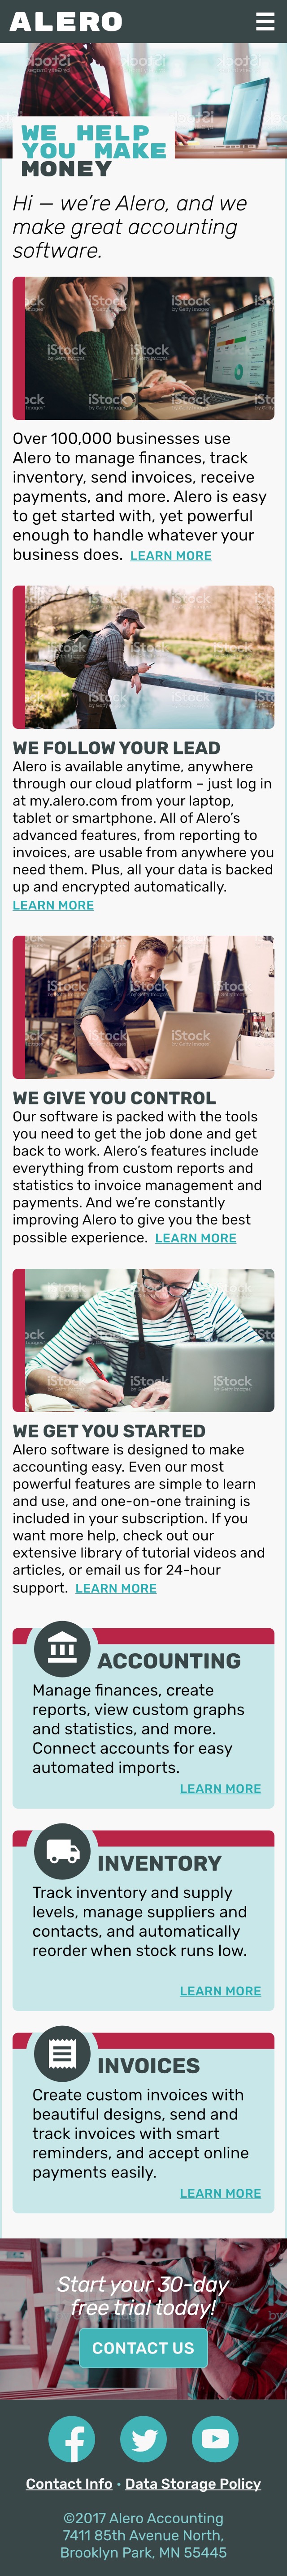 ALERO
WE HELP
YOU MAKE
MONEY
Hi – we're Alero, and we
make great accounting
software.
iStock
by Getty Images
Over 100,000 businesses use
Alero to manage finances, track
inventory, send invoices, receive
payments, and more. Alero is easy
to get started with, yet powerful
enough to handle whatever your
business does. LEARN MORE
iStock
WE FOLLOW YOUR LEAD
Alero is available anytime, anywhere
through our cloud platform – just log in
at my.alero.com from your laptop,
tablet or smartphone. All of Alero's
advanced features, from reporting to
invoices, are usable from anywhere you
need them. Plus, all your data is backed
up and encrypted automatically.
LEARN MORE
iStock
WE GIVE YOU CONTROL
Our software is packed with the tools
you need to get the job done and get
back to work. Alero's features include
everything from custom reports and
statistics to invoice management and
payments. And we're constantly
improving Alero to give you the best
possible experience. LEARN MORE
iStock
WE GET YOU STARTED
Alero software is designed to make
accounting easy. Even our most
powerful features are simple to learn
and use, and one-on-one training is
included in your subscription. If you
want more help, check out our
extensive library of tutorial videos and
articles, or email us for 24-hour
support. LEARN MORE
ACCOUNTING
Manage finances, create
reports, view custom graphs
and statistics, and more.
Connect accounts for easy
automated imports.
LEARN MORE
INVENTORY
Track inventory and supply
levels, manage suppliers and
contacts, and automatically
reorder when stock runs low.
LEARN MORE
INVOICES
Create custom invoices with
beautiful designs, send and
track invoices with smart
reminders, and accept online
payments easily.
LEARN MORE
Start your 30-day
free trial today!
CONTACT US
Contact Info • Data Storage Policy
©2017 Alero Accounting
7411 85th Avenue North,
Brooklyn Park, MN 55445